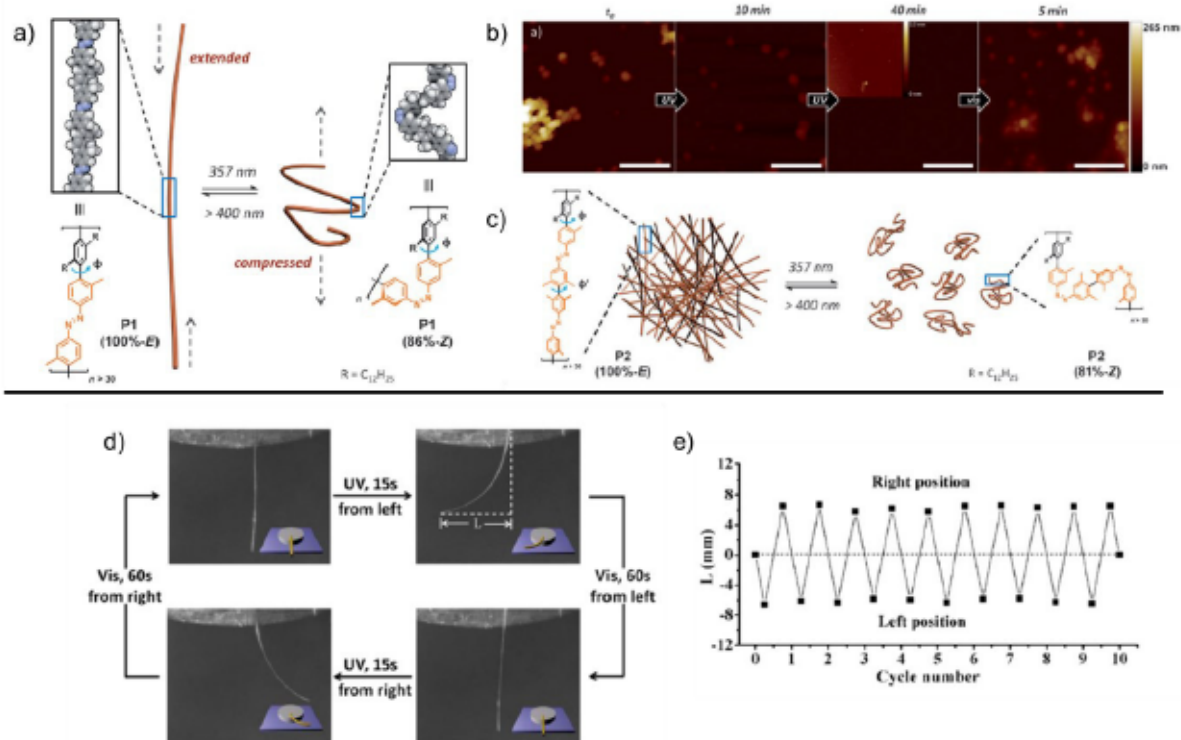 a)
extended
357 nm
> 400 nm
compressed
R
R
ϕ
N
N
P1
(100%-E)
n > 30
R
R
ϕ
n
N
N
P1
(86%-Z)
R = C12H25
b)
t0
10 min
40 min
5 min
a)
UV
UV
vis
265 nm
0 nm
c)
R
R
ϕ
ϕ'
P2
(100%-E)
357 nm
> 400 nm
R
R
P2
(81%-Z)
R = C12H25
d)
UV, 15s
from left
L
Vis, 60s
from right
Vis, 60s
from left
UV, 15s
from right
e)
12
8
4
0
-4
-8
-12
L (mm)
Right position
Left position
0 1 2 3 4 5 6 7 8 9 10
Cycle number